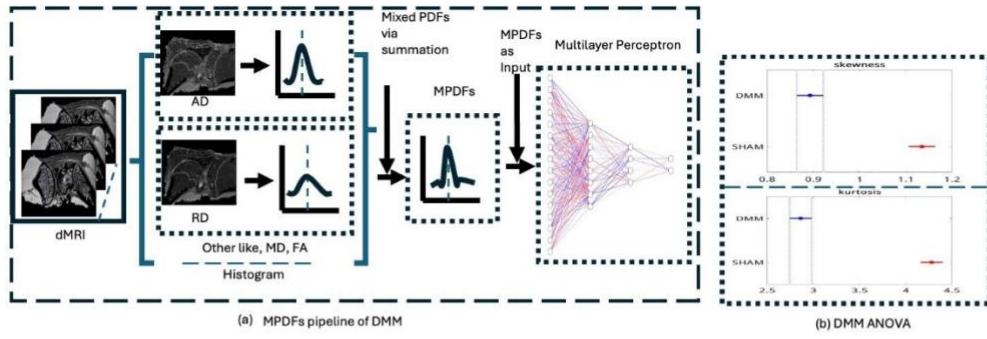 Mixed PDFs
via
summation
MPDFs
as
Input
Multilayer Perceptron
AD
MPDFs
RD
dMRI
Other like, MD, FA
Histogram
(a) MPDFs pipeline of DMM
skewness
DMM
SHAM
0.8 0.9 1 1.1 1.2
kurtosis
DMM
SHAM
2.5 3 3.5 4 4.5
(b) DMM ANOVA